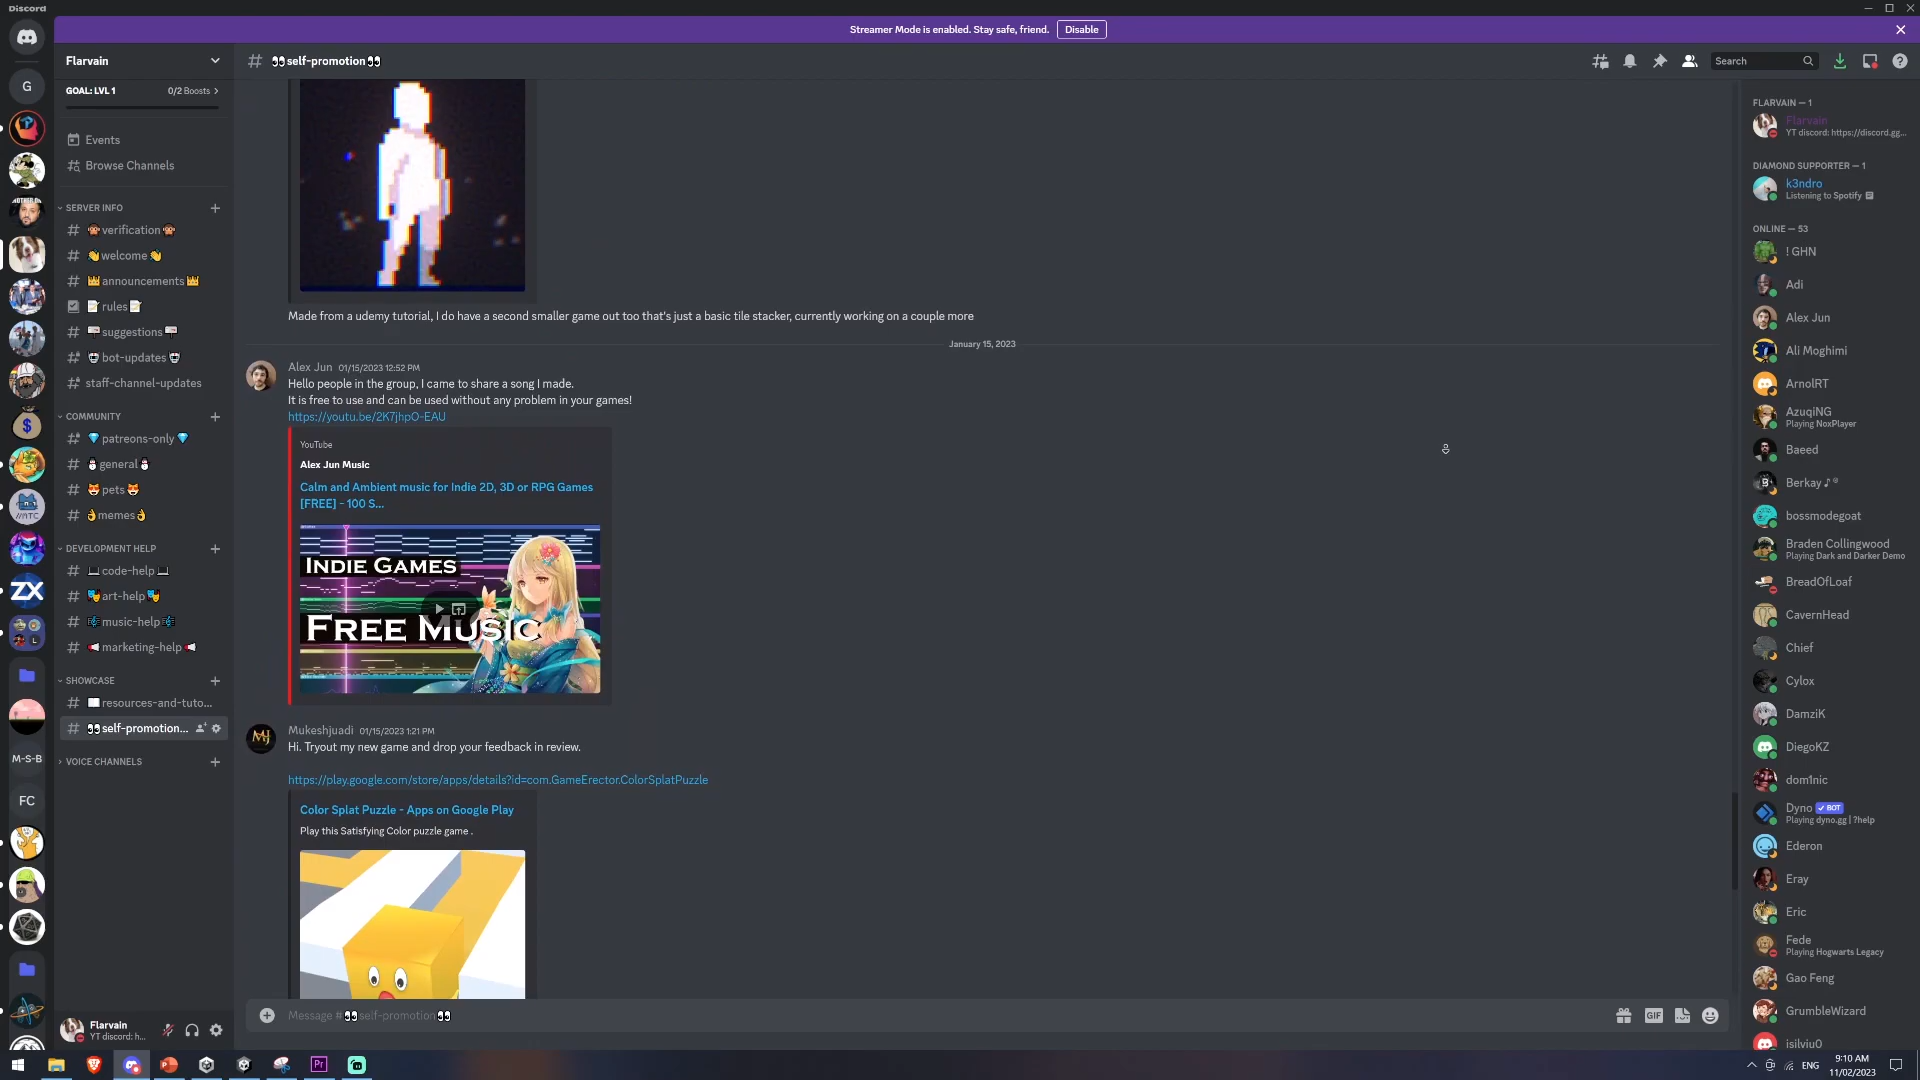 Discord
Streamer Mode is enabled. Stay safe, friend.
Disable
Flarvain
GOAL: LVL 1
0/2 Boosts
Events
Browse Channels
SERVER INFO
verification
welcome
announcements
rules
suggestions
bot-updates
staff-channel-updates
COMMUNITY
patreons-only
general
pets
memes
DEVELOPMENT HELP
code-help
art-help
music-help
marketing-help
SHOWCASE
resources-and-tuto...
self-promotion...
VOICE CHANNELS
G
ZX
M-S-B
FC
Flarvain
YT discord: h...
# 👀self-promotion👀
Search
Made from a udemy tutorial, I do have a second smaller game out too that's just a basic tile stacker, currently working on a couple more
January 15, 2023
Alex Jun 01/15/2023 12:52 PM
Hello people in the group, I came to share a song I made.
It is free to use and can be used without any problem in your games!
https://youtu.be/2K7jhpO-EAU
YouTube
Alex Jun Music
Calm and Ambient music for Indie 2D, 3D or RPG Games
[FREE] - 100 S...
INDIE GAMES
FREE MUSIC
Mukeshjuadi 01/15/2023 1:21 PM
Hi. Tryout my new game and drop your feedback in review.
https://play.google.com/store/apps/details?id=com.GameErector.ColorSplatPuzzle
Color Splat Puzzle - Apps on Google Play
Play this Satisfying Color puzzle game .
Message #👀self-promotion👀
GIF
FLARVAIN — 1
Flarvain
YT discord: https://discord.gg...
DIAMOND SUPPORTER — 1
k3ndro
Listening to Spotify
ONLINE — 53
! GHN
Adi
Alex Jun
Ali Moghimi
ArnolRT
AzuqiNG
Playing NoxPlayer
Baeed
Berkay ♪
bossmodegoat
Braden Collingwood
Playing Dark and Darker Demo
BreadOfLoaf
CavernHead
Chief
Cylox
DamziK
DiegoKZ
dom1nic
Dyno ✓ BOT
Playing dyno.gg | ?help
Ederon
Eray
Eric
Fede
Playing Hogwarts Legacy
Gao Feng
GrumbleWizard
isilviu0
Pr
ENG
9:10 AM
11/02/2023